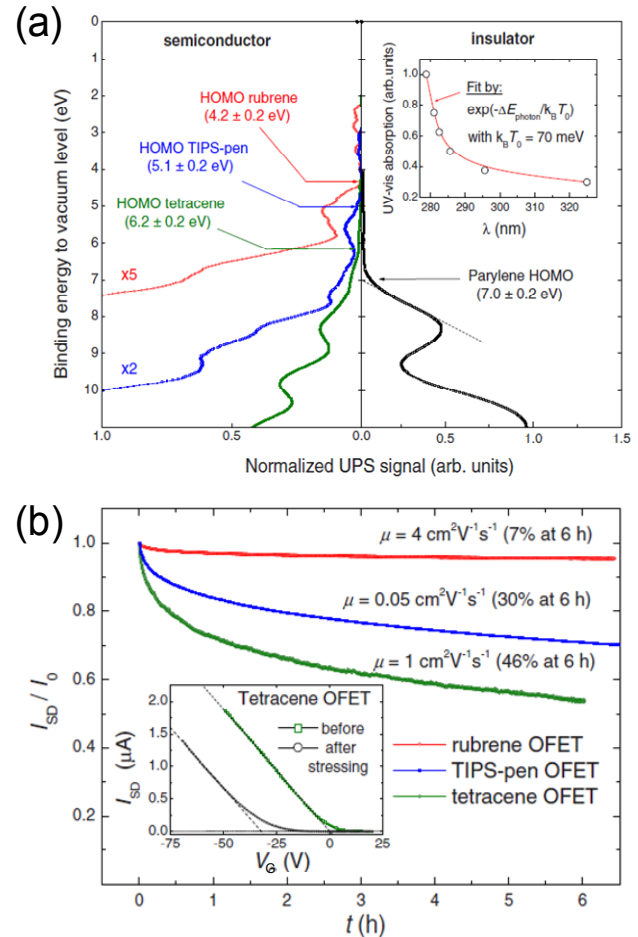 (a)
semiconductor
insulator
HOMO rubrene
(4.2 ± 0.2 eV)
HOMO TIPS-pen
(5.1 ± 0.2 eV)
HOMO tetracene
(6.2 ± 0.2 eV)
x5
x2
Binding energy to vacuum level (eV)
0
1
2
3
4
5
6
7
8
9
10
1.0
0.5
0.0
0.5
1.0
1.5
Normalized UPS signal (arb. units)
UV-vis absorption (arb.units)
1.0
0.8
0.6
0.4
0.2
Fit by:
exp(-ΔE_photon/k_BT_0)
with k_BT_0 = 70 meV
280
290
300
310
320
λ (nm)
Parylene HOMO
(7.0 ± 0.2 eV)
(b)
I_SD / I_0
1.0
0.8
0.6
0.4
0.2
μ = 4 cm²V⁻¹s⁻¹ (7% at 6 h)
μ = 0.05 cm²V⁻¹s⁻¹ (30% at 6 h)
μ = 1 cm²V⁻¹s⁻¹ (46% at 6 h)
rubrene OFET
TIPS-pen OFET
tetracene OFET
Tetracene OFET
before
after
stressing
I_SD (μA)
2.0
1.5
1.0
0.5
0.0
-75
-50
-25
0
25
V_G (V)
0
1
2
3
4
5
6
t (h)